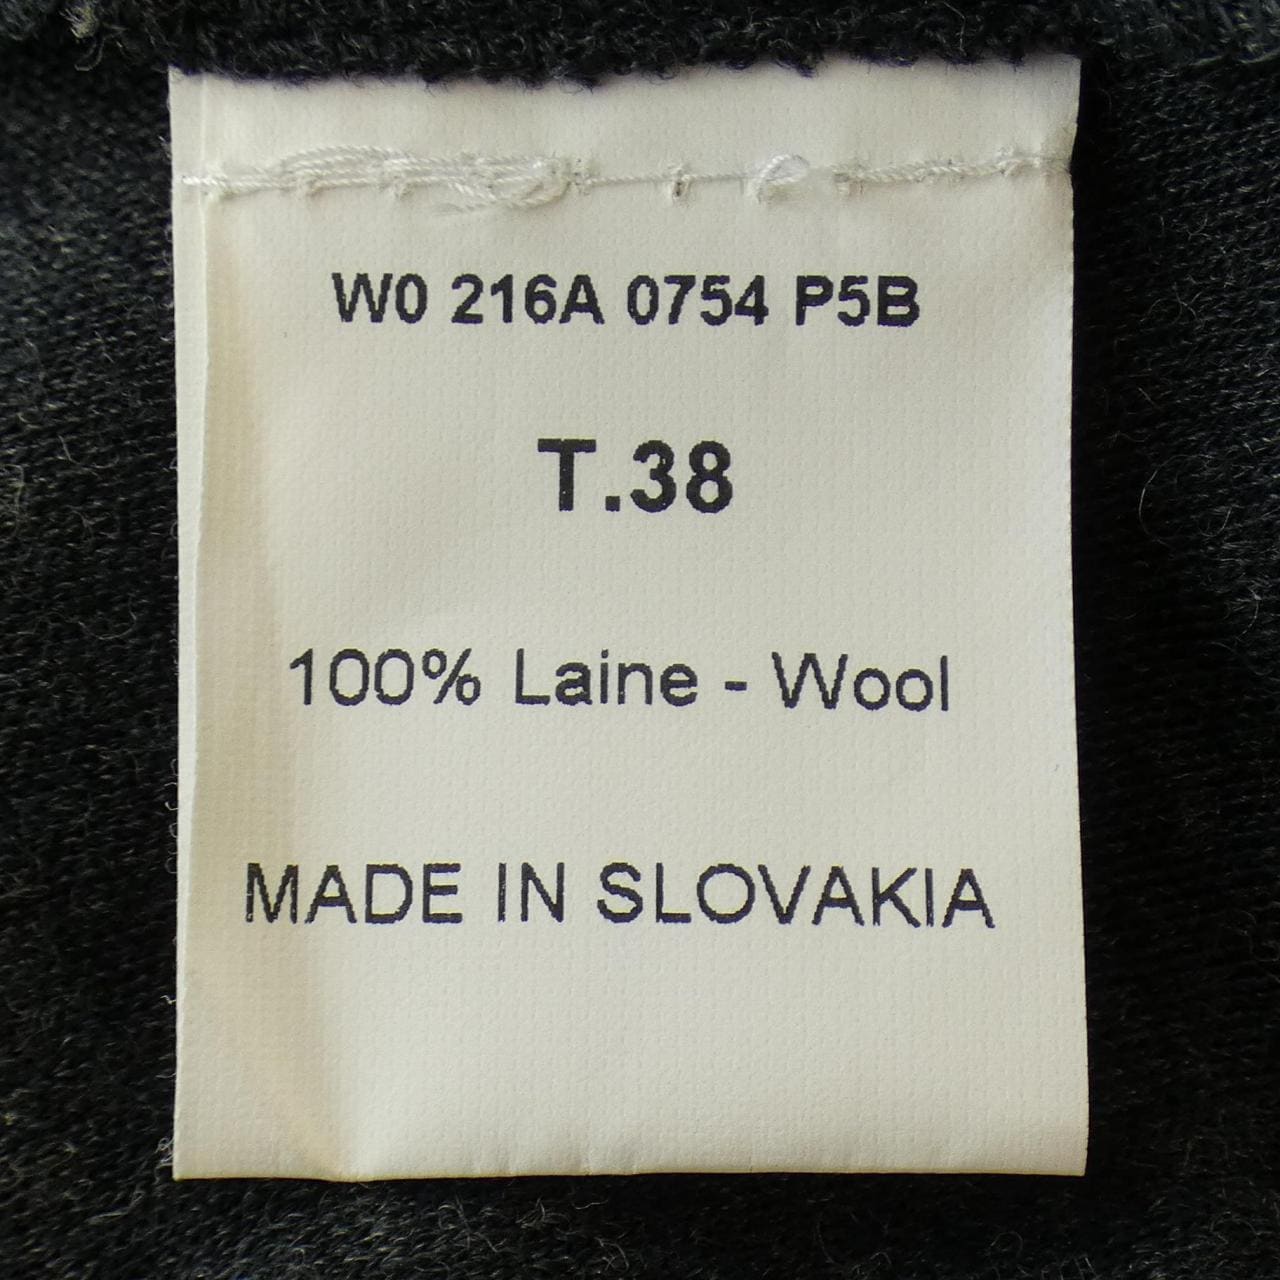 W0 216A 0754 P5B
T.38
100% Laine - Wool
MADE IN SLOVAKIA